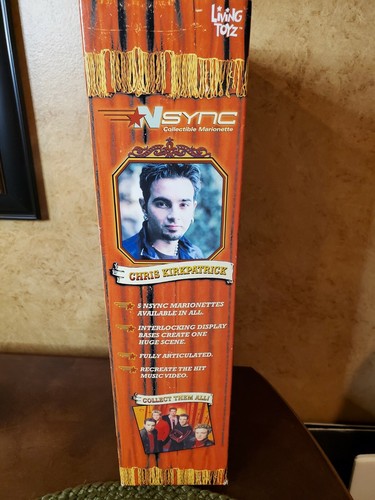 LiViNG
TOYZ
NSYNC
Collectible Marionette
CHRIS KIRKPATRICK
5 NSYNC MARIONETTES
AVAILABLE IN ALL.
INTERLOCKING DISPLAY
BASES CREATE ONE
HUGE SCENE.
FULLY ARTICULATED.
RECREATE THE HIT
MUSIC VIDEO.
COLLECT THEM ALL!